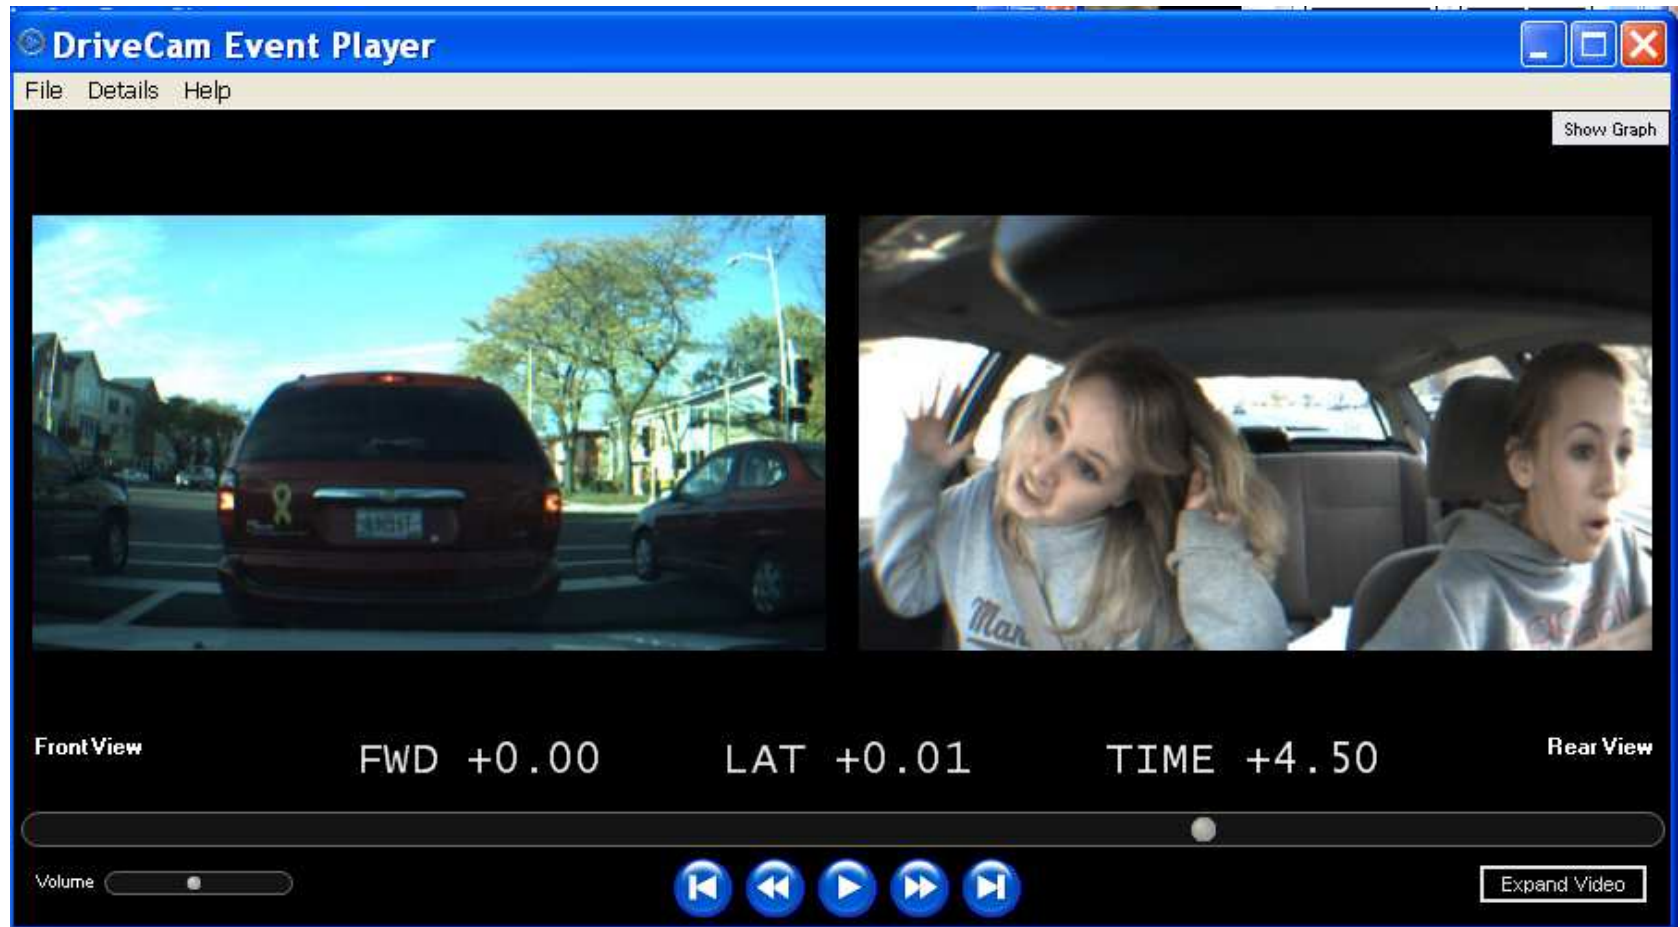 DriveCam Event Player
File Details Help
Show Graph
Man
Front View
FWD +0.00
LAT +0.01
TIME +4.50
Rear View
Volume
Expand Video